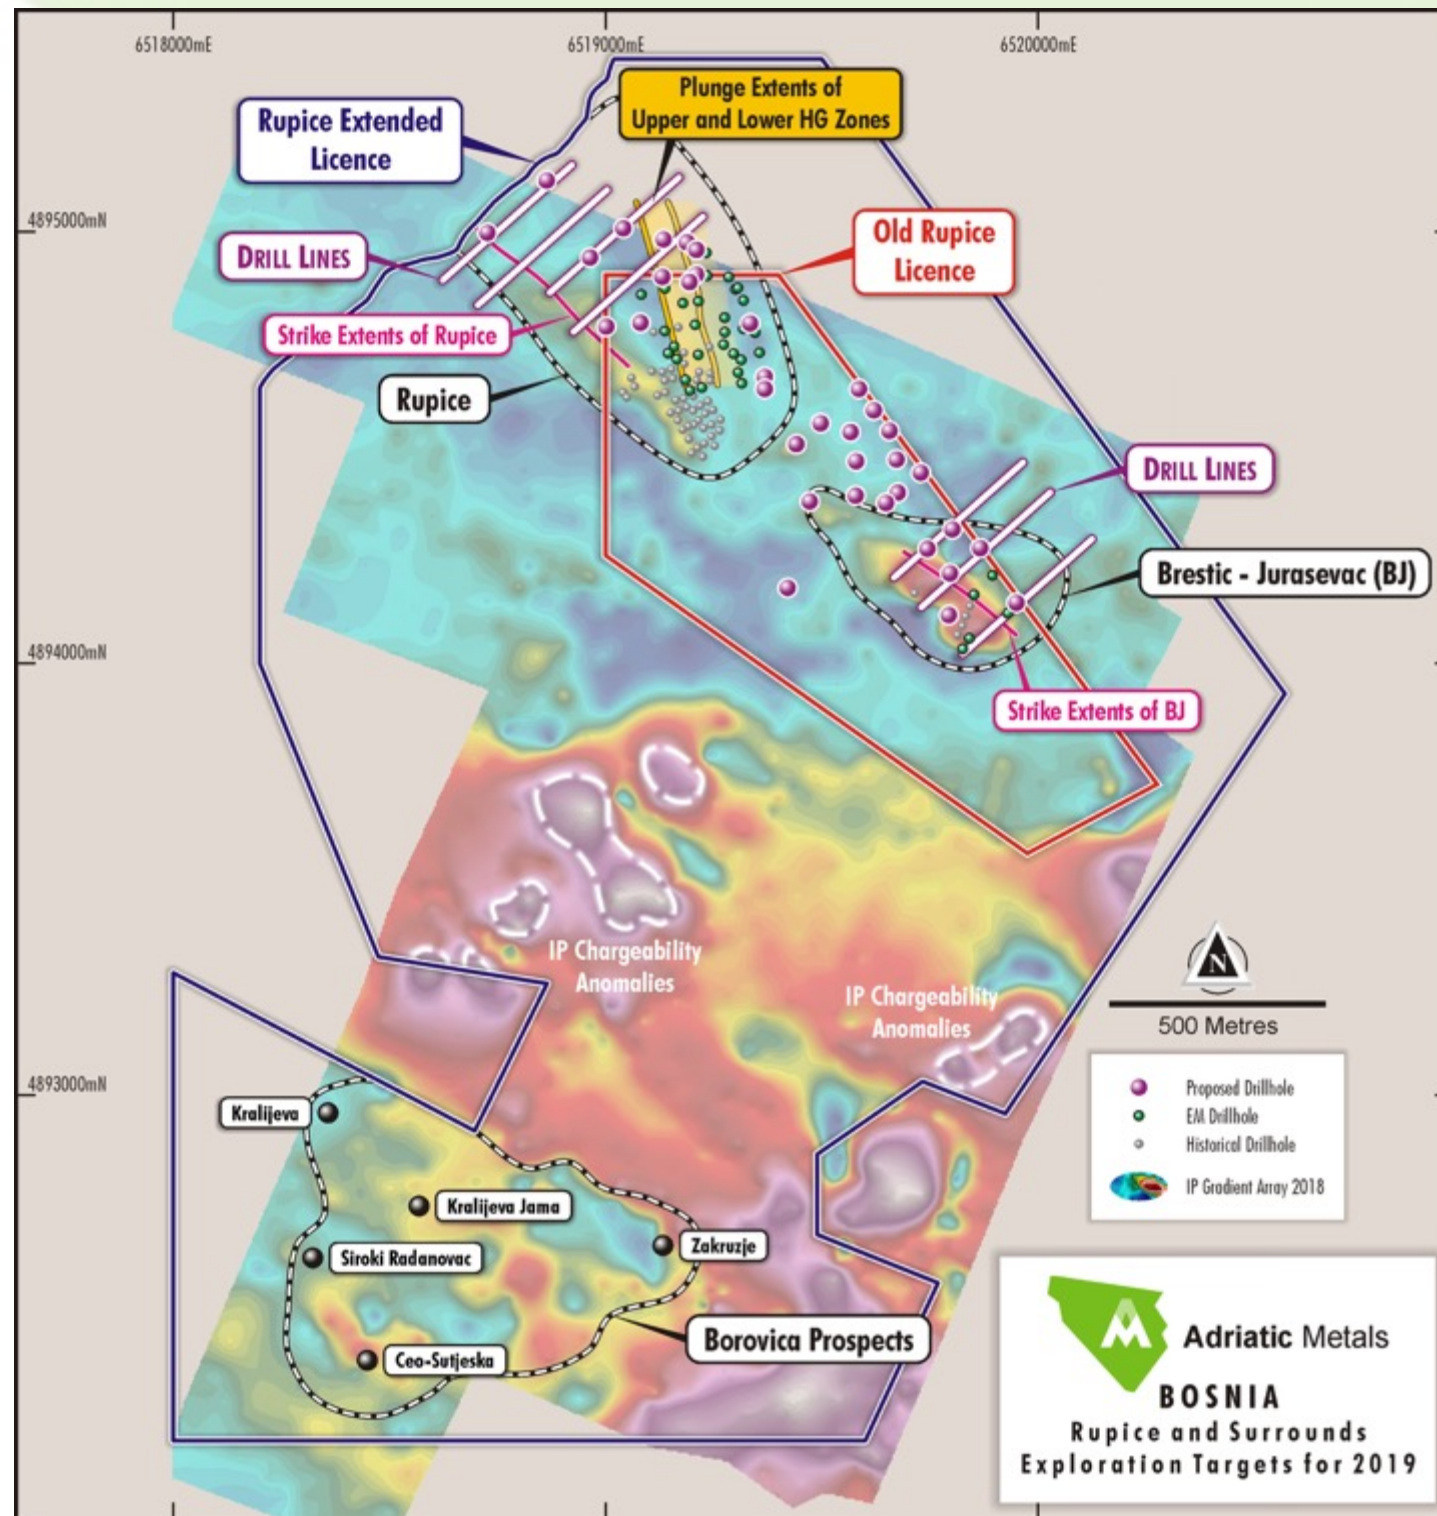 6518000mE
6519000mE
6520000mE
Plunge Extents of
Upper and Lower HG Zones
Rupice Extended
Licence
4895000mN
Old Rupice
Licence
DRILL LINES
Strike Extents of Rupice
Rupice
DRILL LINES
Brestic - Jurasevac (BJ)
4894000mN
Strike Extents of BJ
IP Chargeability
Anomalies
IP Chargeability
Anomalies
N
500 Metres
4893000mN
Proposed Drillhole
EM Drillhole
Historical Drillhole
IP Gradient Array 2018
Kralijeva
Kralijeva Jama
Siroki Radanovac
Zakruzje
Borovica Prospects
Ceo-Sutjeska
Adriatic Metals
BOSNIA
Rupice and Surrounds
Exploration Targets for 2019